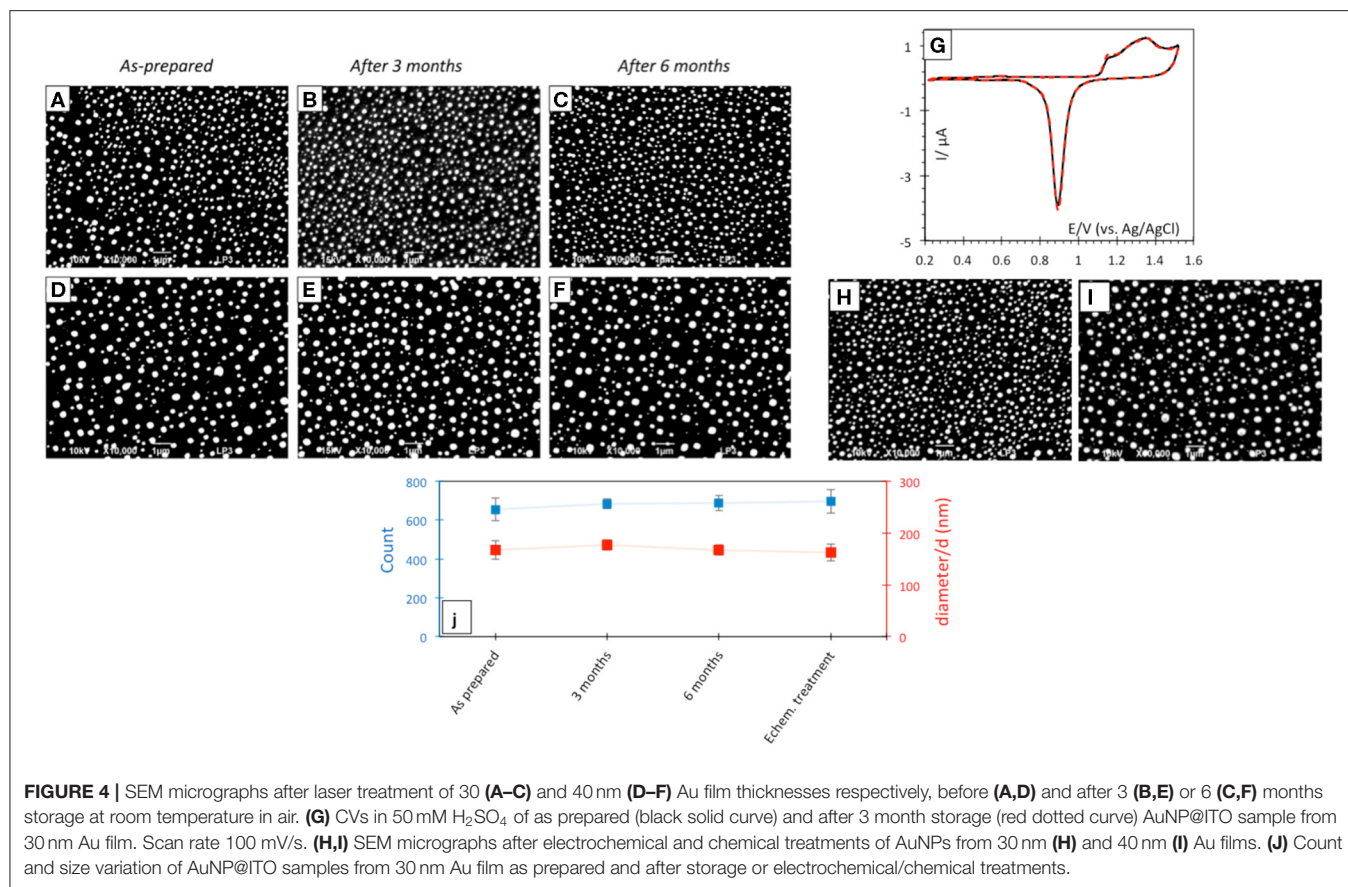 As-prepared
After 3 months
After 6 months
A
B
C
10kV X10,000 1µm LP3
15kV X10,000 1µm LP3
10kV X10,000 1µm LP3
D
E
F
10kV X10,000 1µm LP3
15kV X10,000 1µm LP3
10kV X10,000 1µm LP3
G
1
-1
-3
-5
I/ µA
E/V (vs. Ag/AgCl)
0.2 0.4 0.6 0.8 1 1.2 1.4 1.6
H
I
10kV X10,000 1µm LP3
1µm LP3
800
600
400
200
0
Count
300
200
100
0
diameter/d (nm)
j
As prepared
3 months
6 months
Echem. treatment
FIGURE 4 | SEM micrographs after laser treatment of 30 (A–C) and 40 nm (D–F) Au film thicknesses respectively, before (A,D) and after 3 (B,E) or 6 (C,F) months
storage at room temperature in air. (G) CVs in 50 mM H₂SO₄ of as prepared (black solid curve) and after 3 month storage (red dotted curve) AuNP@ITO sample from
30 nm Au film. Scan rate 100 mV/s. (H,I) SEM micrographs after electrochemical and chemical treatments of AuNPs from 30 nm (H) and 40 nm (I) Au films. (J) Count
and size variation of AuNP@ITO samples from 30 nm Au film as prepared and after storage or electrochemical/chemical treatments.